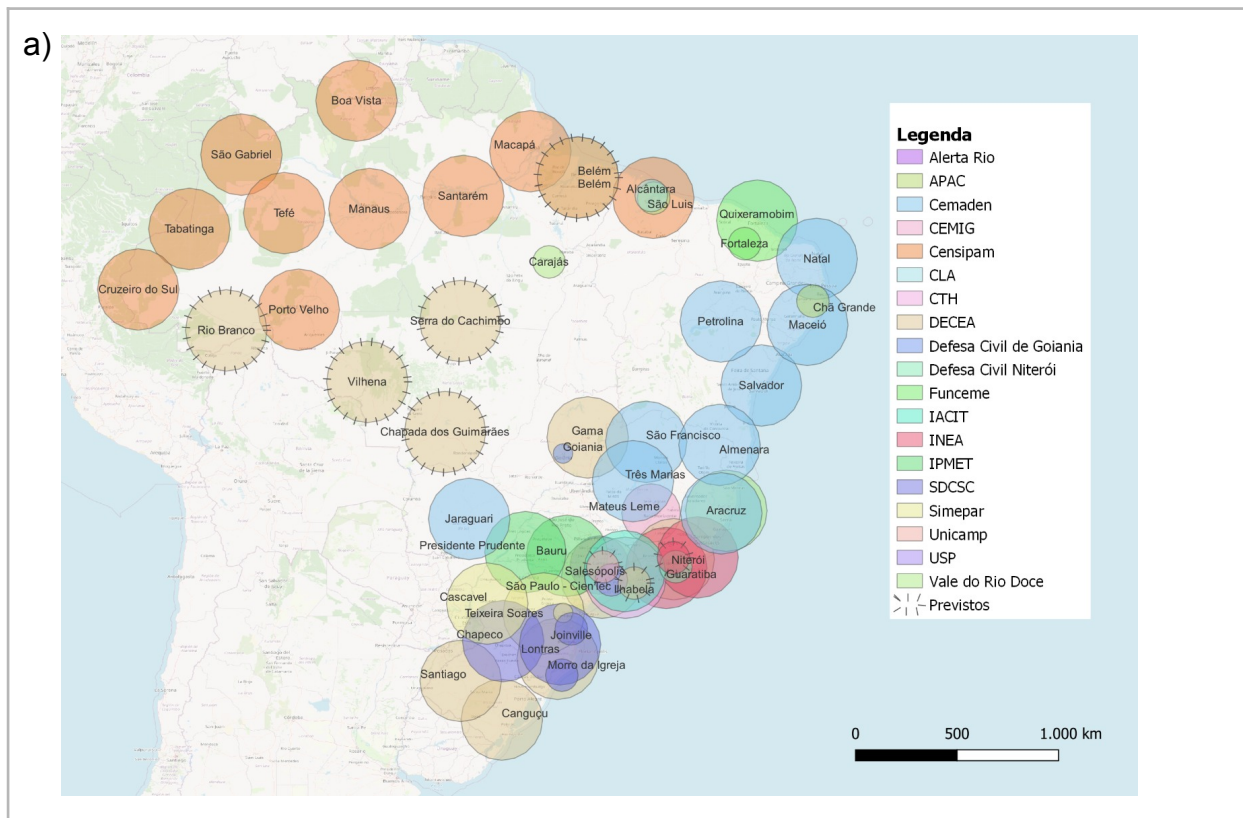 a)
Boa Vista
São Gabriel
Macapá
Belém
Belém
Alcântara
São Luis
Tefé
Manaus
Santarém
Tabatinga
Quixeramobim
Fortaleza
Natal
Carajás
Cruzeiro do Sul
Porto Velho
Rio Branco
Serra do Cachimbo
Chã Grande
Petrolina
Maceió
Vilhena
Salvador
Chapada dos Guimarães
Gama
Goiania
São Francisco
Almenara
Três Marias
Mateus Leme
Aracruz
Jaraguari
Presidente Prudente
Bauru
Salesópolis
Niterói
Guaratiba
São Paulo - CienTec
Ilhabela
Cascavel
Teixeira Soares
Chapeco
Joinville
Lontras
Morro da Igreja
Santiago
Canguçu
Legenda
Alerta Rio
APAC
Cemaden
CEMIG
Censipam
CLA
CTH
DECEA
Defesa Civil de Goiania
Defesa Civil Niterói
Funceme
IACIT
INEA
IPMET
SDCSC
Simepar
Unicamp
USP
Vale do Rio Doce
Previstos
0 500 1.000 km